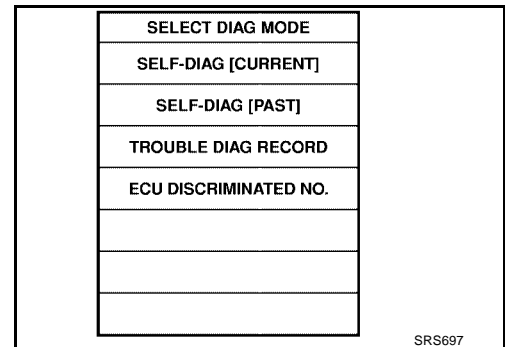 SELECT DIAG MODE
SELF-DIAG [CURRENT]
SELF-DIAG [PAST]
TROUBLE DIAG RECORD
ECU DISCRIMINATED NO.
SRS697